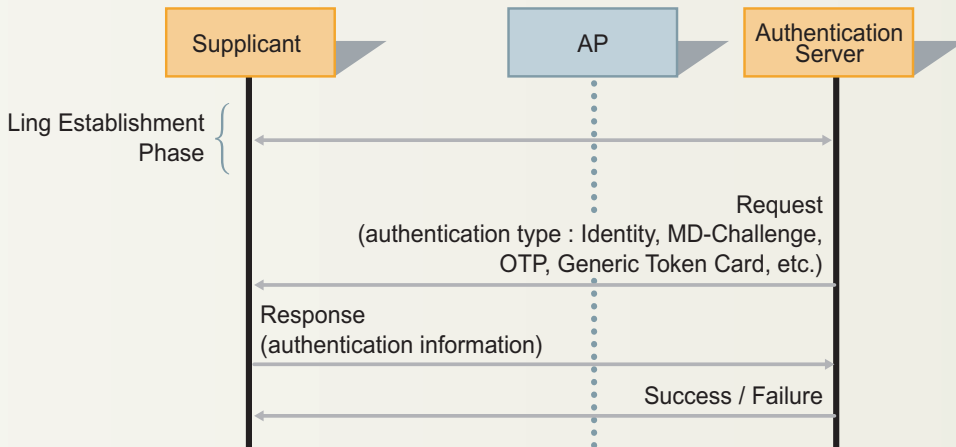 Supplicant
AP
Authentication
Server
Ling Establishment
Phase
Request
(authentication type : Identity, MD-Challenge,
OTP, Generic Token Card, etc.)
Response
(authentication information)
Success / Failure